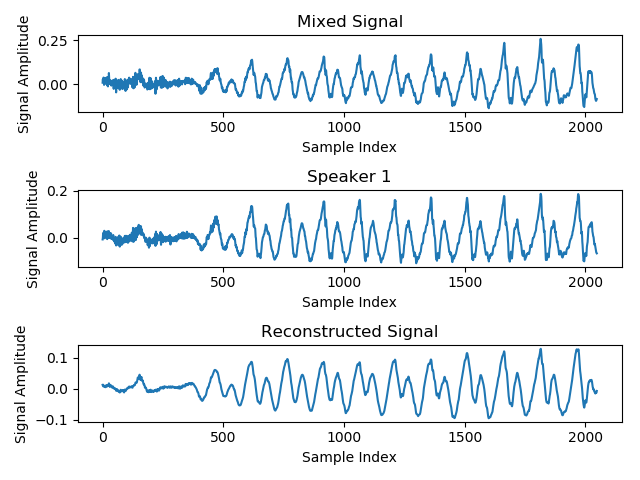 Mixed Signal
Signal Amplitude
0.25
0.00
0 500 1000 1500 2000
Sample Index
Speaker 1
Signal Amplitude
0.2
0.0
0 500 1000 1500 2000
Sample Index
Reconstructed Signal
Signal Amplitude
0.1
0.0
−0.1
0 500 1000 1500 2000
Sample Index